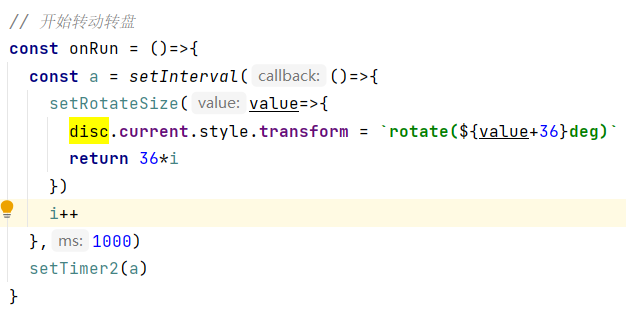 // 开始转动转盘
const onRun = ()=>{
const a = setInterval( callback: ()=>{
setRotateSize( value: value=>{
disc.current.style.transform = `rotate(${value+36}deg)`
return 36*i
})
i++
}, ms: 1000)
setTimer2(a)
}